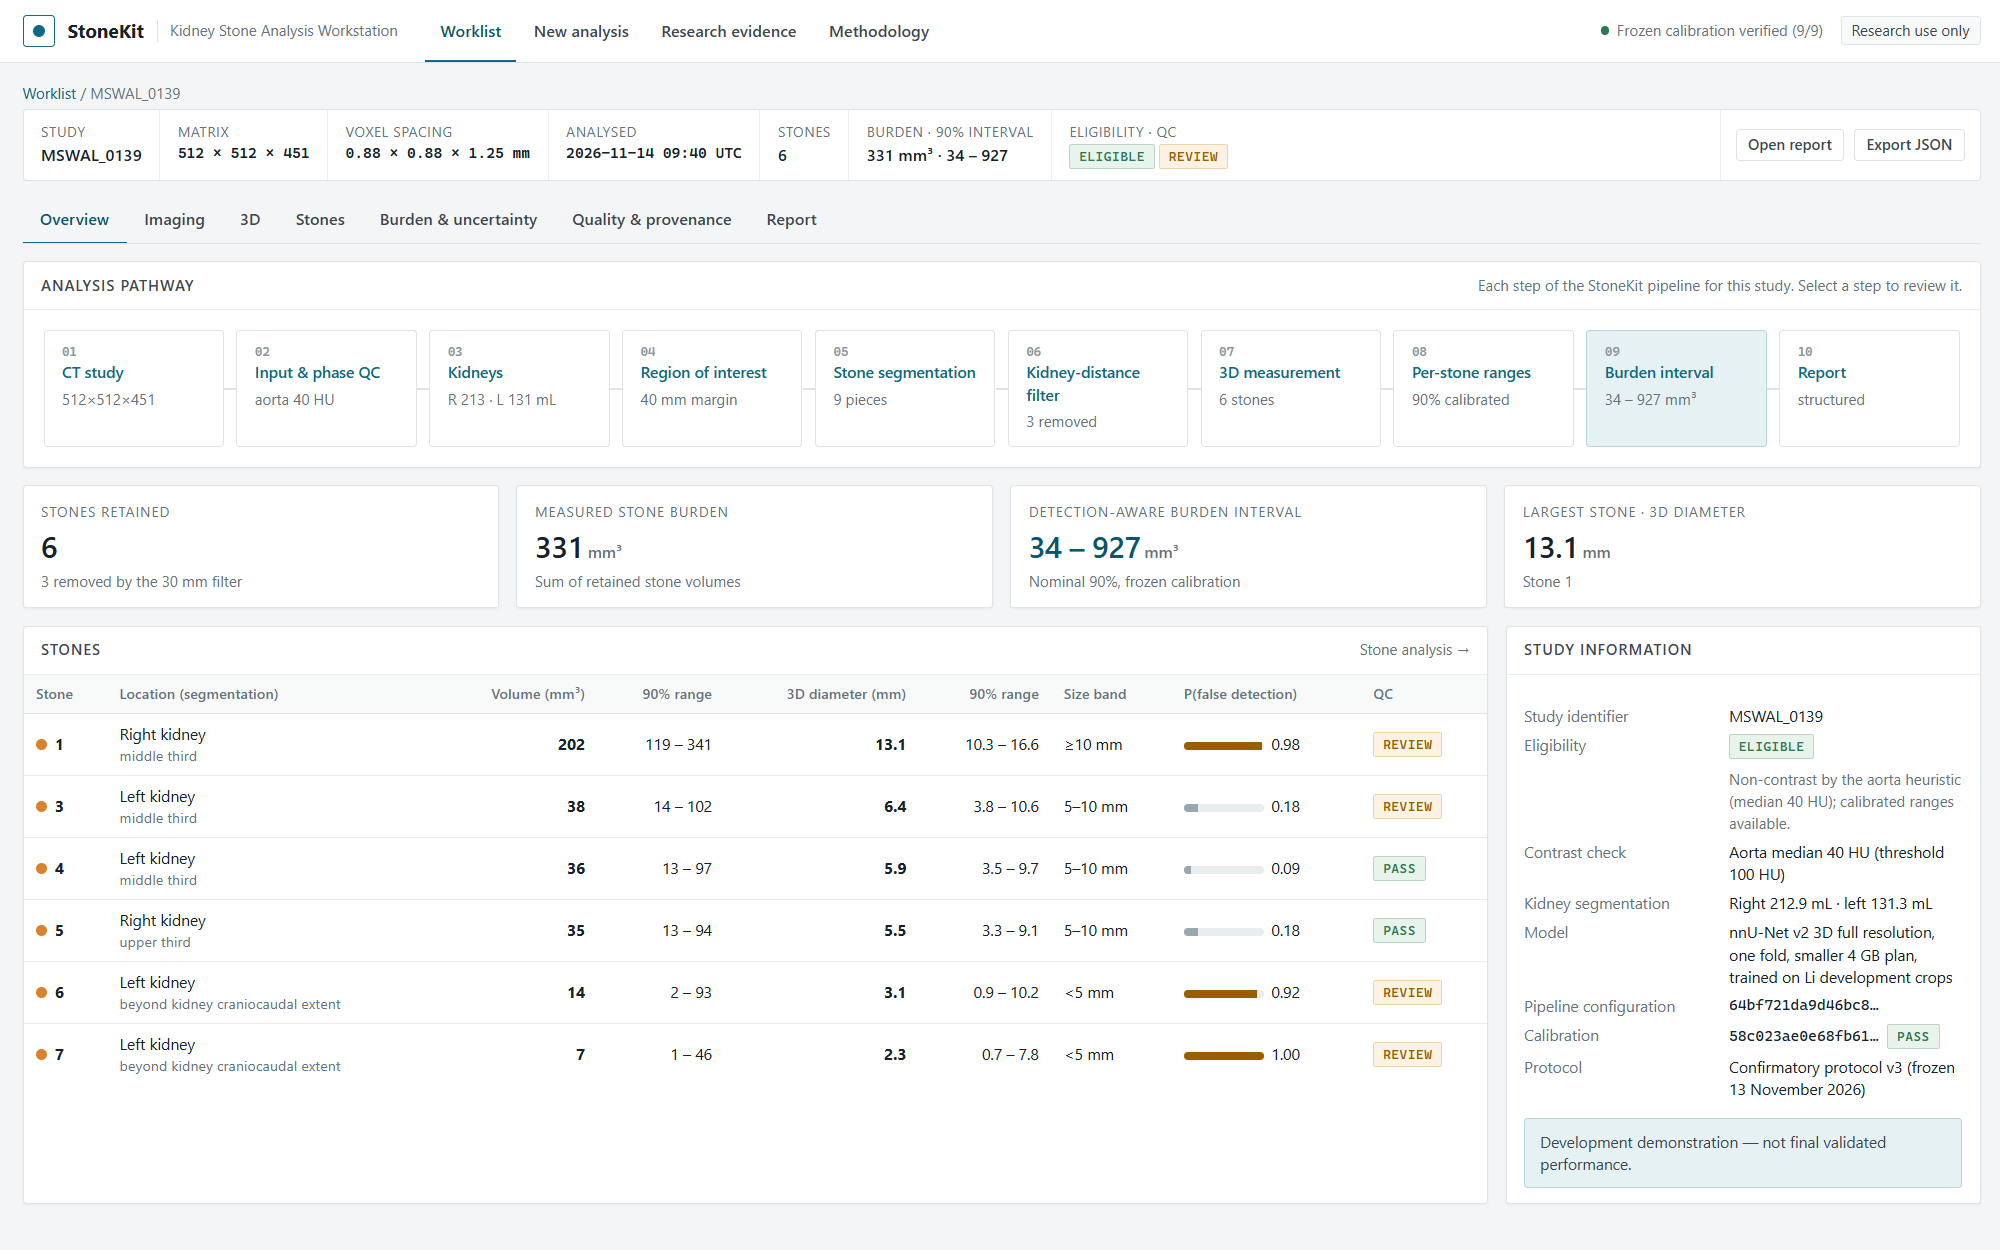 StoneKit
Kidney Stone Analysis Workstation
Worklist
New analysis
Research evidence
Methodology
Frozen calibration verified (9/9)
Research use only
Worklist / MSWAL_0139
STUDY
MSWAL_0139
MATRIX
512 × 512 × 451
VOXEL SPACING
0.88 × 0.88 × 1.25 mm
ANALYSED
2026-11-14 09:40 UTC
STONES
6
BURDEN · 90% INTERVAL
331 mm³ · 34 – 927
ELIGIBILITY · QC
ELIGIBLE REVIEW
Open report
Export JSON
Overview
Imaging
3D
Stones
Burden & uncertainty
Quality & provenance
Report
ANALYSIS PATHWAY
Each step of the StoneKit pipeline for this study. Select a step to review it.
01
CT study
512×512×451
02
Input & phase QC
aorta 40 HU
03
Kidneys
R 213 · L 131 mL
04
Region of interest
40 mm margin
05
Stone segmentation
9 pieces
06
Kidney-distance
filter
3 removed
07
3D measurement
6 stones
08
Per-stone ranges
90% calibrated
09
Burden interval
34 – 927 mm³
10
Report
structured
STONES RETAINED
6
3 removed by the 30 mm filter
MEASURED STONE BURDEN
331 mm³
Sum of retained stone volumes
DETECTION-AWARE BURDEN INTERVAL
34 – 927 mm³
Nominal 90%, frozen calibration
LARGEST STONE · 3D DIAMETER
13.1 mm
Stone 1
STONES
Stone analysis →
Stone Location (segmentation) Volume (mm³) 90% range 3D diameter (mm) 90% range Size band P(false detection) QC
1 Right kidney 202 119 – 341 13.1 10.3 – 16.6 ≥10 mm 0.98 REVIEW
middle third
3 Left kidney 38 14 – 102 6.4 3.8 – 10.6 5–10 mm 0.18 REVIEW
middle third
4 Left kidney 36 13 – 97 5.9 3.5 – 9.7 5–10 mm 0.09 PASS
middle third
5 Right kidney 35 13 – 94 5.5 3.3 – 9.1 5–10 mm 0.18 PASS
upper third
6 Left kidney 14 2 – 93 3.1 0.9 – 10.2 <5 mm 0.92 REVIEW
beyond kidney craniocaudal extent
7 Left kidney 7 1 – 46 2.3 0.7 – 7.8 <5 mm 1.00 REVIEW
beyond kidney craniocaudal extent
STUDY INFORMATION
Study identifier MSWAL_0139
Eligibility ELIGIBLE
Non-contrast by the aorta heuristic
(median 40 HU); calibrated ranges
available.
Contrast check Aorta median 40 HU (threshold
100 HU)
Kidney segmentation Right 212.9 mL · left 131.3 mL
Model nnU-Net v2 3D full resolution,
one fold, smaller 4 GB plan,
trained on Li development crops
Pipeline configuration 64bf721da9d46bc8…
Calibration 58c023ae0e68fb61… PASS
Protocol Confirmatory protocol v3 (frozen
13 November 2026)
Development demonstration — not final validated
performance.